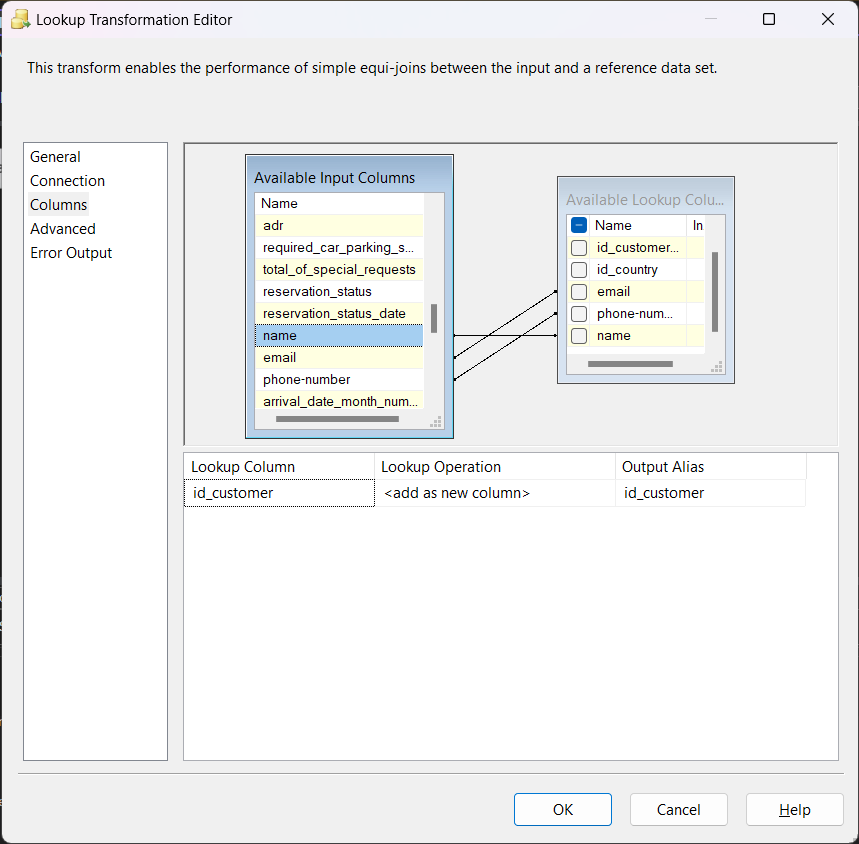 Lookup Transformation Editor
This transform enables the performance of simple equi-joins between the input and a reference data set.
General
Connection
Columns
Advanced
Error Output
Available Input Columns
Name
adr
required_car_parking_s...
total_of_special_requests
reservation_status
reservation_status_date
name
email
phone-number
arrival_date_month_num...
Available Lookup Colu...
Name In
id_customer...
id_country
email
phone-num...
name
Lookup Column Lookup Operation Output Alias
id_customer <add as new column> id_customer
OK Cancel Help